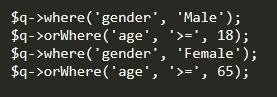 $q->where('gender', 'Male');
$q->orWhere('age', '>=', 18);
$q->where('gender', 'Female');
$q->orWhere('age', '>=', 65);